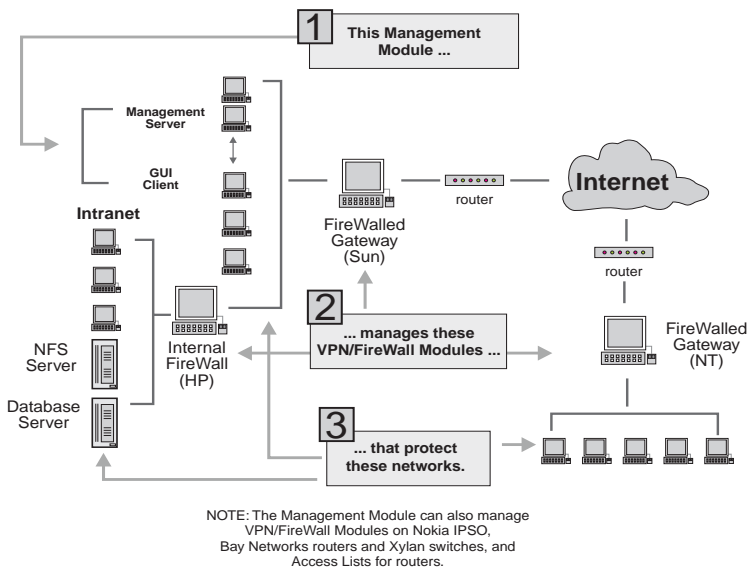 1
This Management
Module ...
Management
Server
GUI
Client
Intranet
NFS
Server
Database
Server
Internal
FireWall
(HP)
FireWalled
Gateway
(Sun)
router
Internet
router
FireWalled
Gateway
(NT)
2
... manages these
VPN/FireWall Modules ...
3
... that protect
these networks.
NOTE: The Management Module can also manage
VPN/FireWall Modules on Nokia IPSO,
Bay Networks routers and Xylan switches, and
Access Lists for routers.